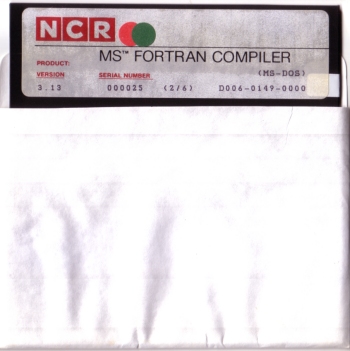 NCR
MS™ FORTRAN COMPILER
PRODUCT: (MS-DOS)
VERSION SERIAL NUMBER
3.13 000025 (2/6) D006-0149-0000